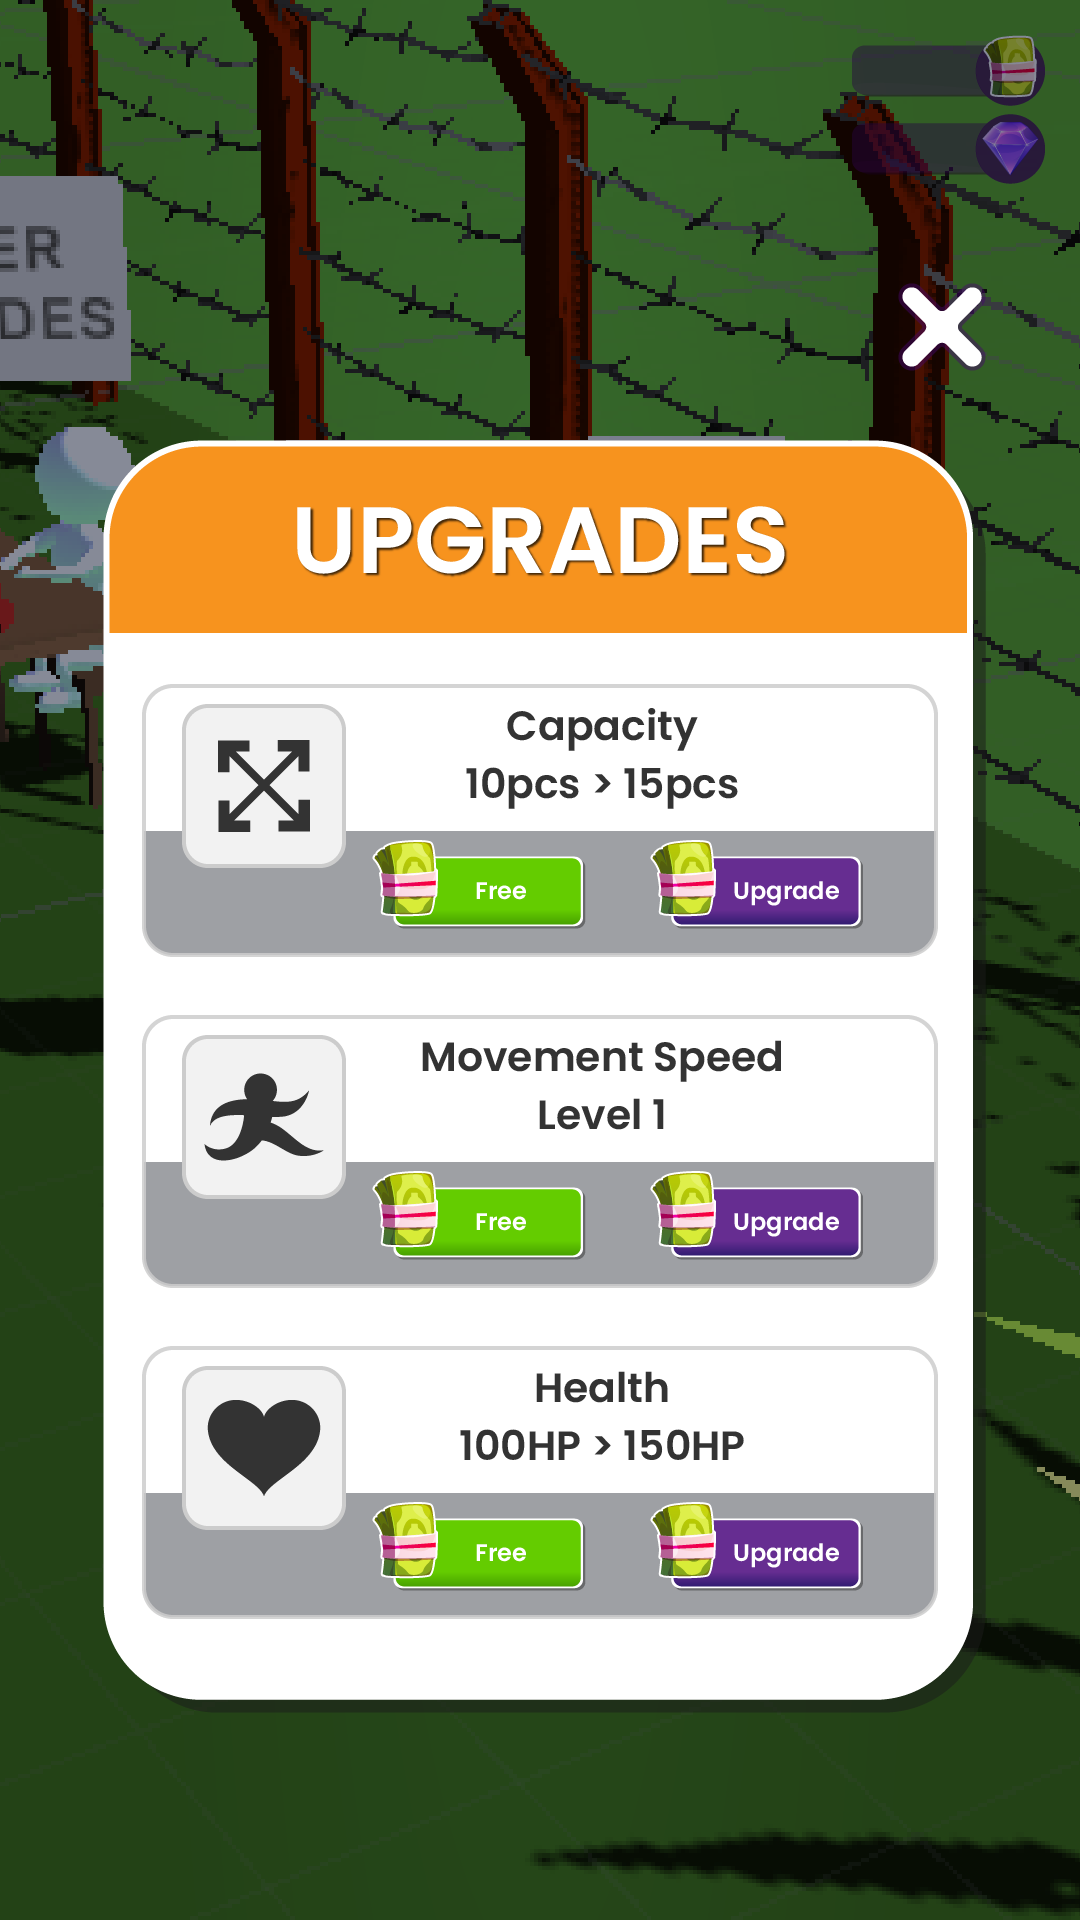 ER
DES
UPGRADES
Capacity
10pcs > 15pcs
Free
Upgrade
Movement Speed
Level 1
Free
Upgrade
Health
100HP > 150HP
Free
Upgrade